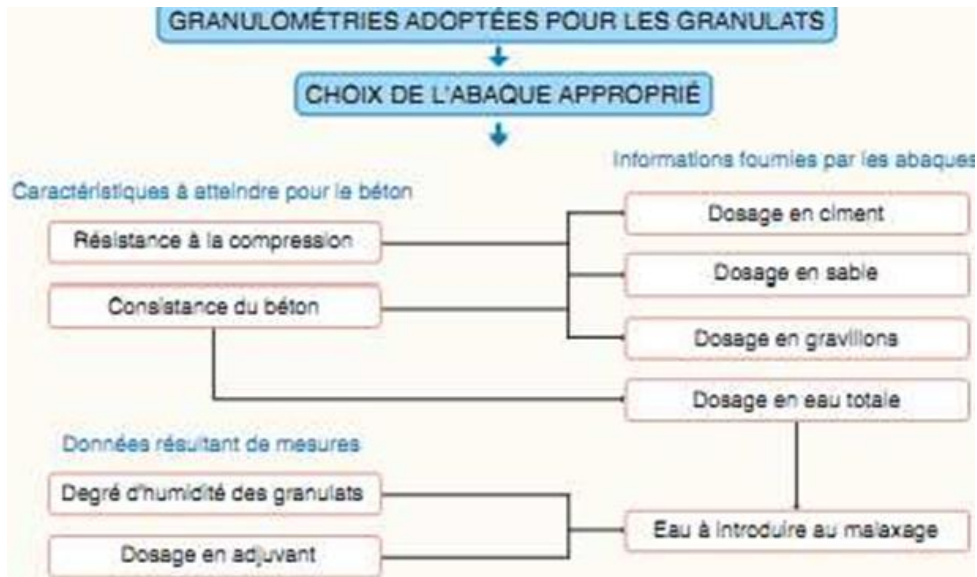 GRANULOMÉTRIES ADOPTÉES POUR LES GRANULATS
CHOIX DE L'ABAQUE APPROPRIÉ
Informations fournies par les abaques
Caractéristiques à atteindre pour le béton
Dosage en ciment
Résistance à la compression
Dosage en sable
Consistance du béton
Dosage en gravillons
Dosage en eau totale
Données résultant de mesures
Degré d'humidité des granulats
Eau à introduire au malaxage
Dosage en adjuvant